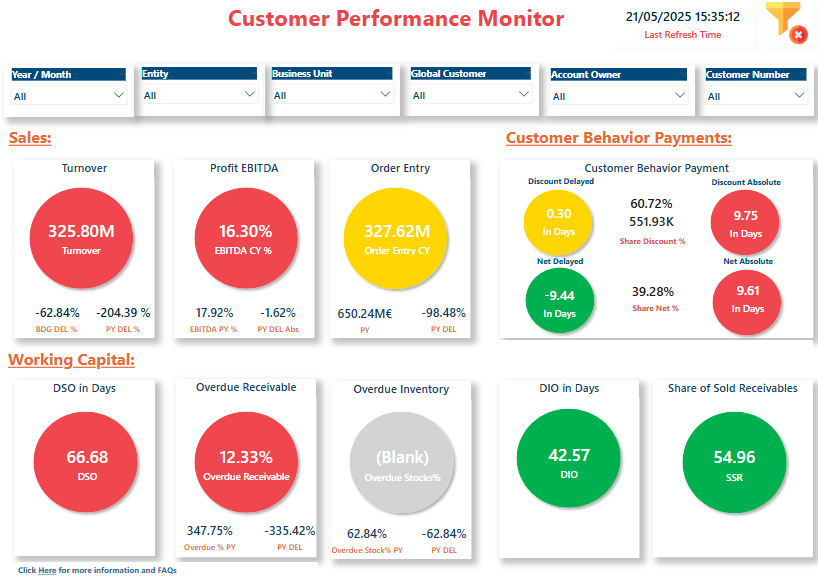 Customer Performance Monitor
21/05/2025 15:35:12
Last Refresh Time
Year / Month
All
Entity
All
Business Unit
All
Global Customer
All
Account Owner
All
Customer Number
All
Sales:
Turnover
325.80M
Turnover
-62.84%
BDG DEL %
-204.39 %
PY DEL %
Profit EBITDA
16.30%
EBITDA CY %
17.92%
EBITDA PY %
-1.62%
PY DEL Abs
Order Entry
327.62M
Order Entry CY
650.24M€
PY
-98.48%
PY DEL
Customer Behavior Payments:
Customer Behavior Payment
Discount Delayed
0.30
In Days
60.72%
551.93K
Share Discount %
Discount Absolute
9.75
In Days
Net Delayed
-9.44
In Days
39.28%
Share Net %
Net Absolute
9.61
In Days
Working Capital:
DSO in Days
66.68
DSO
Overdue Receivable
12.33%
Overdue Receivable
347.75%
Overdue % PY
-335.42%
PY DEL
Overdue Inventory
(Blank)
Overdue Stocks%
62.84%
Overdue Stock% PY
-62.84%
PY DEL
DIO in Days
42.57
DIO
Share of Sold Receivables
54.96
SSR
Click Here for more information and FAQs